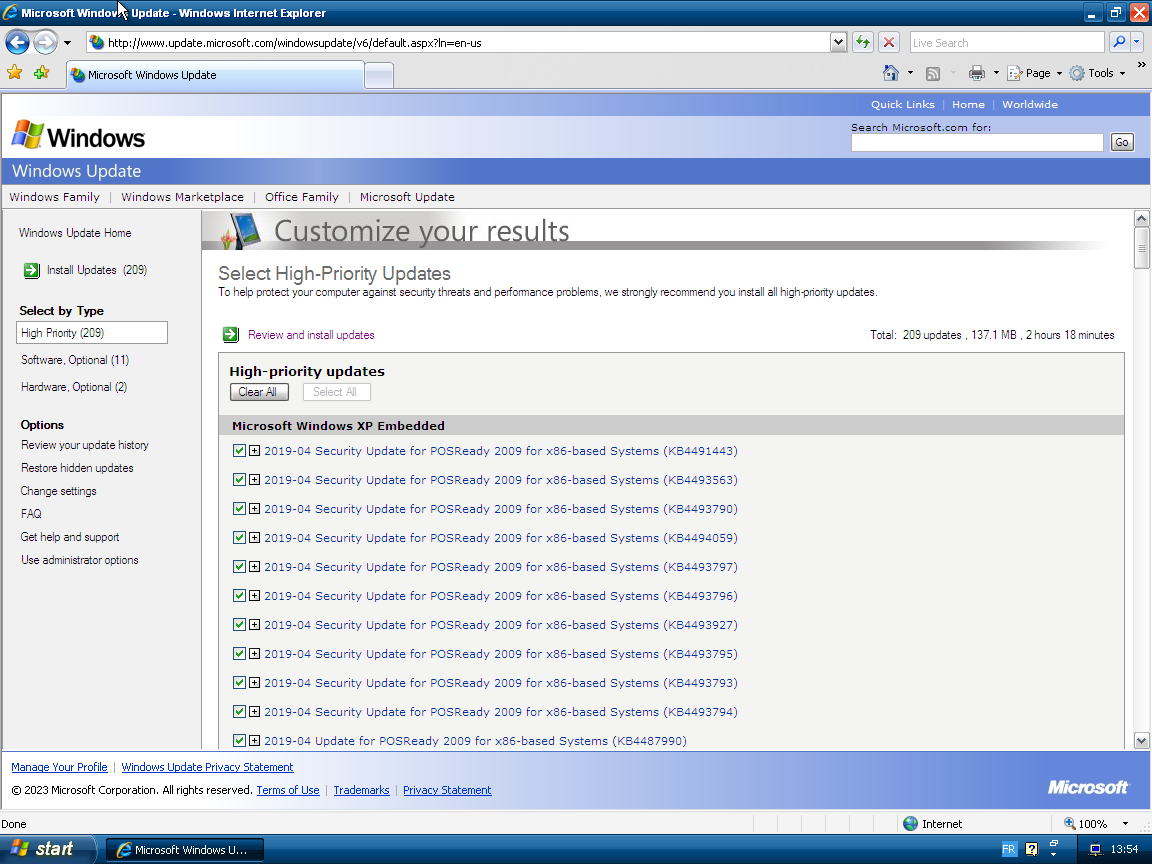 Microsoft Windows Update - Windows Internet Explorer
http://www.update.microsoft.com/windowsupdate/v6/default.aspx?ln=en-us
Live Search
Microsoft Windows Update
Page
Tools
Quick Links | Home | Worldwide
Windows
Search Microsoft.com for:
Go
Windows Update
Windows Family | Windows Marketplace | Office Family | Microsoft Update
Windows Update Home
Install Updates (209)
Select by Type
High Priority (209)
Software, Optional (11)
Hardware, Optional (2)
Options
Review your update history
Restore hidden updates
Change settings
FAQ
Get help and support
Use administrator options
Customize your results
Select High-Priority Updates
To help protect your computer against security threats and performance problems, we strongly recommend you install all high-priority updates.
Review and install updates
Total: 209 updates , 137.1 MB , 2 hours 18 minutes
High-priority updates
Clear All
Select All
Microsoft Windows XP Embedded
2019-04 Security Update for POSReady 2009 for x86-based Systems (KB4491443)
2019-04 Security Update for POSReady 2009 for x86-based Systems (KB4493563)
2019-04 Security Update for POSReady 2009 for x86-based Systems (KB4493790)
2019-04 Security Update for POSReady 2009 for x86-based Systems (KB4494059)
2019-04 Security Update for POSReady 2009 for x86-based Systems (KB4493797)
2019-04 Security Update for POSReady 2009 for x86-based Systems (KB4493796)
2019-04 Security Update for POSReady 2009 for x86-based Systems (KB4493927)
2019-04 Security Update for POSReady 2009 for x86-based Systems (KB4493795)
2019-04 Security Update for POSReady 2009 for x86-based Systems (KB4493793)
2019-04 Security Update for POSReady 2009 for x86-based Systems (KB4493794)
2019-04 Update for POSReady 2009 for x86-based Systems (KB4487990)
Manage Your Profile | Windows Update Privacy Statement
© 2023 Microsoft Corporation. All rights reserved. Terms of Use | Trademarks | Privacy Statement
Microsoft
Done
Internet
100%
start
Microsoft Windows U...
FR
13:54